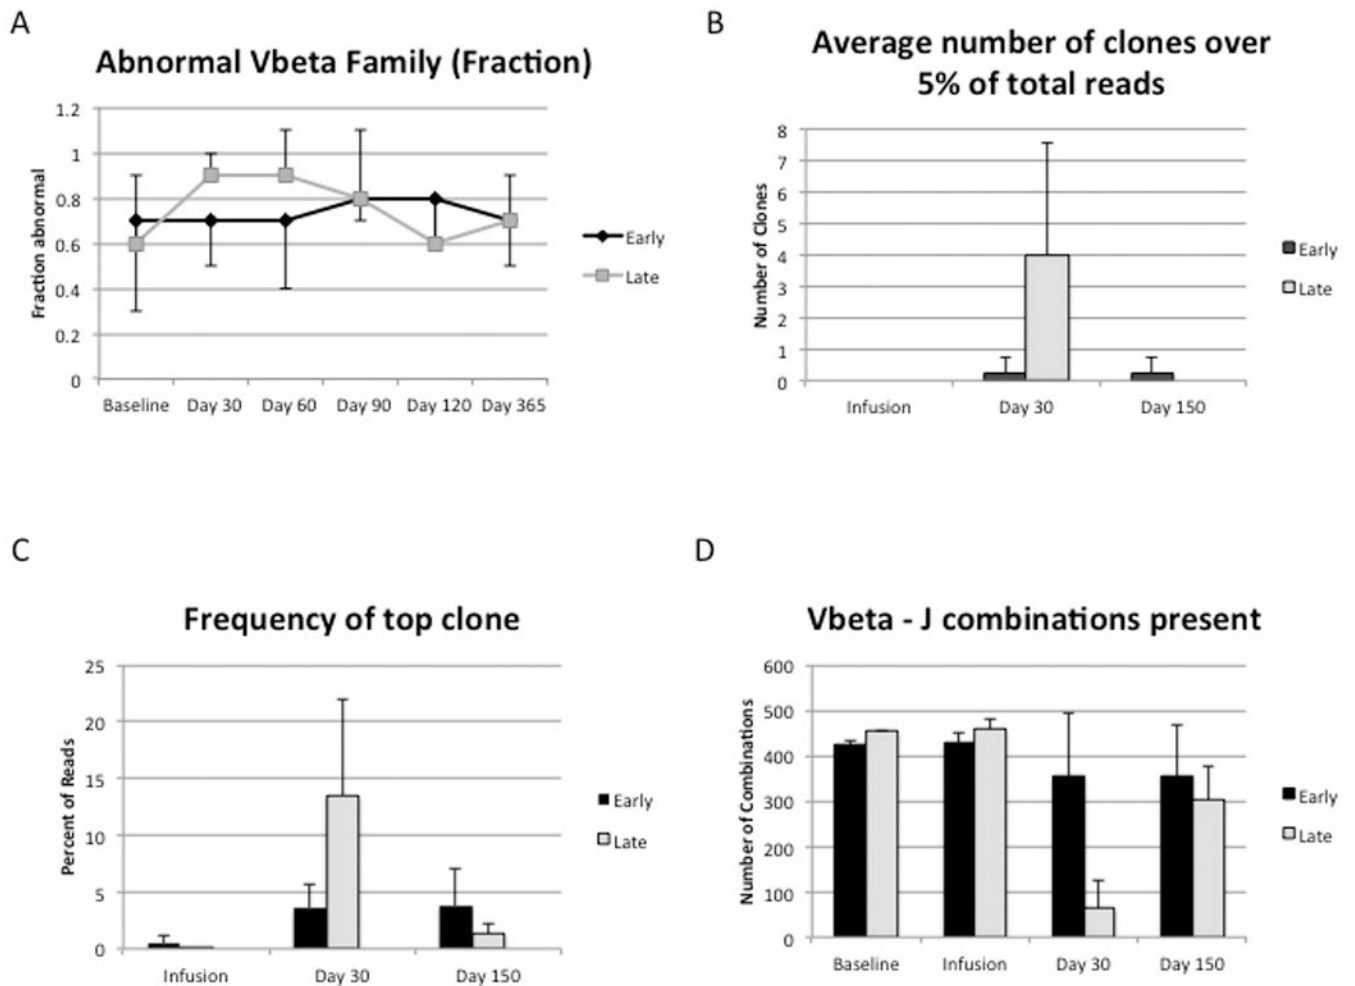 A
Abnormal Vbeta Family (Fraction)
Fraction abnormal
1.2
1
0.8
0.6
0.4
0.2
0
Baseline Day 30 Day 60 Day 90 Day 120 Day 365
Early
Late
B
Average number of clones over
5% of total reads
Number of Clones
8
7
6
5
4
3
2
1
0
Infusion Day 30 Day 150
Early
Late
C
Frequency of top clone
Percent of Reads
25
20
15
10
5
0
Infusion Day 30 Day 150
Early
Late
D
Vbeta - J combinations present
Number of Combinations
600
500
400
300
200
100
0
Baseline Infusion Day 30 Day 150
Early
Late